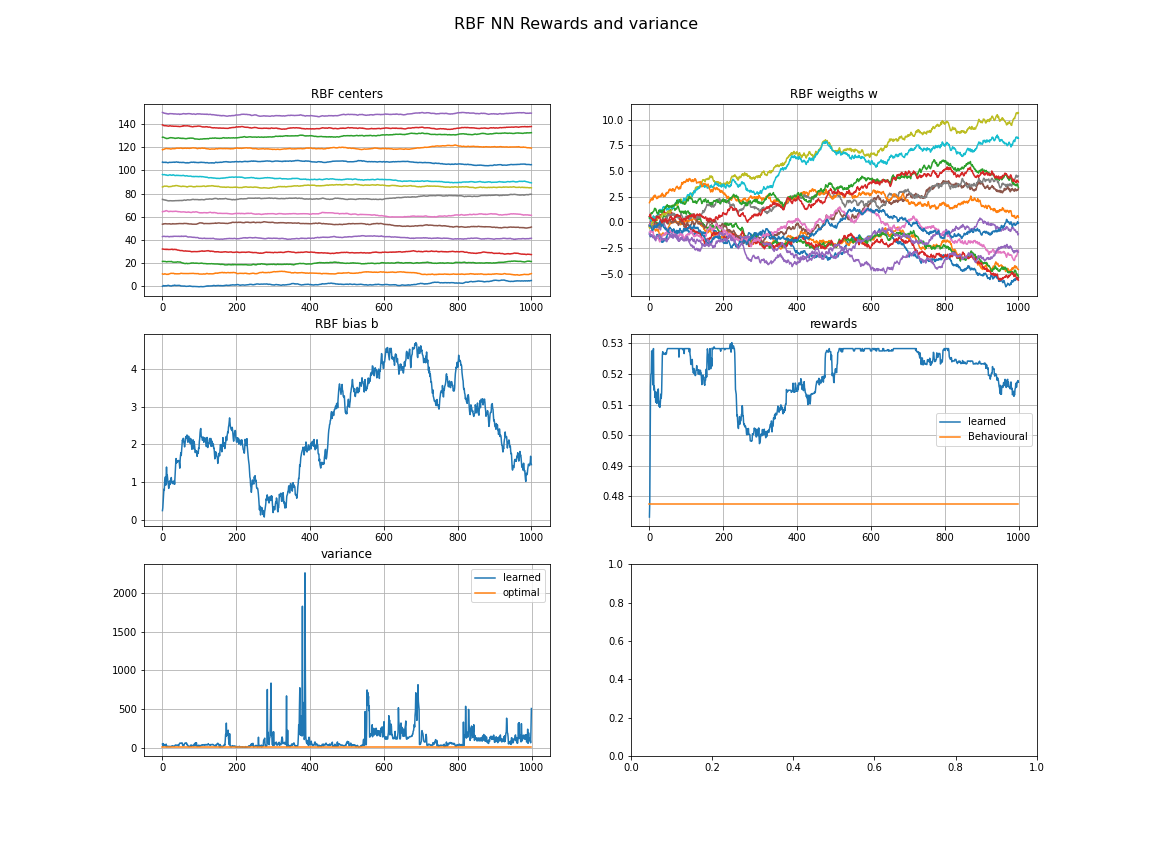 RBF NN Rewards and variance
RBF centers
140
120
100
80
60
40
20
0
0 200 400 600 800 1000
RBF weigths w
10.0
7.5
5.0
2.5
0.0
−2.5
−5.0
0 200 400 600 800 1000
RBF bias b
4
3
2
1
0
0 200 400 600 800 1000
rewards
0.53
0.52
0.51
0.50
0.49
0.48
learned
Behavioural
0 200 400 600 800 1000
variance
2000
1500
1000
500
0
learned
optimal
0 200 400 600 800 1000
1.0
0.8
0.6
0.4
0.2
0.0
0.0 0.2 0.4 0.6 0.8 1.0